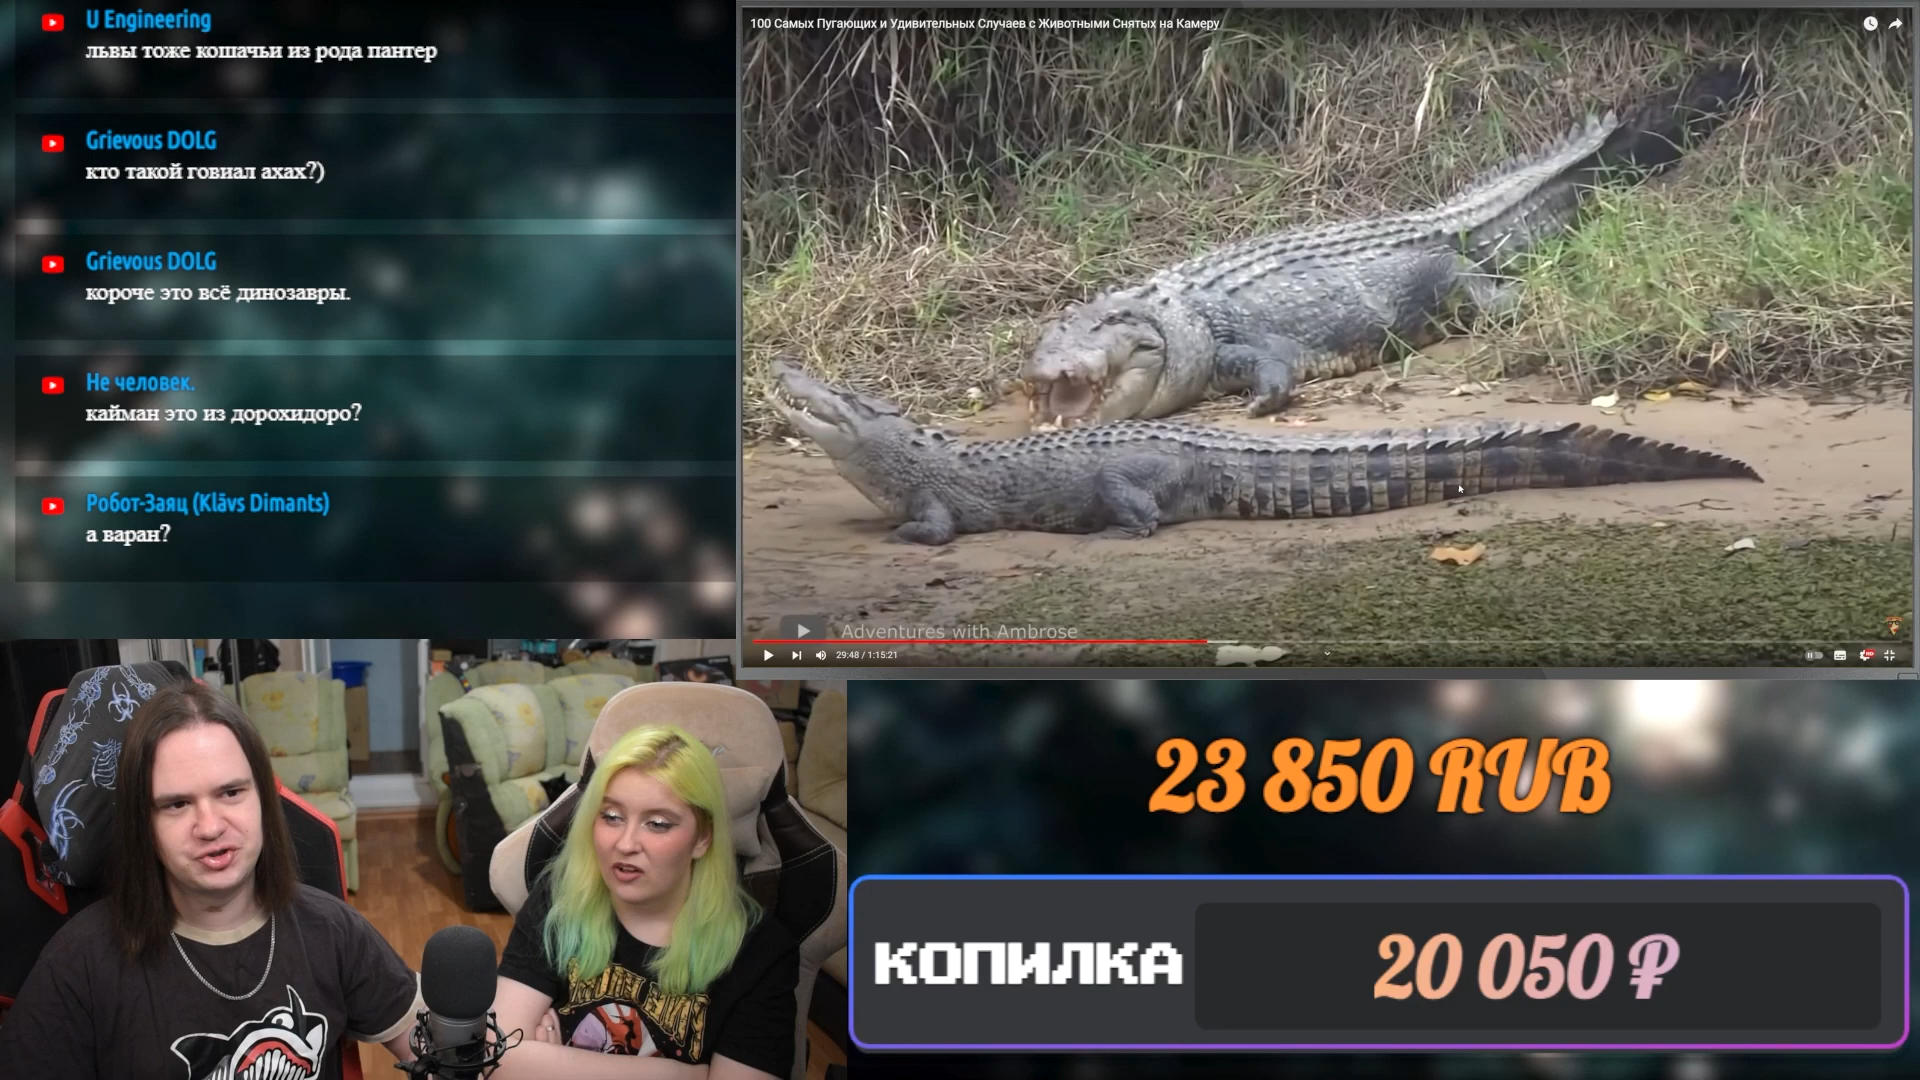 U Engineering
львы тоже кошачьи из рода пантер
Grievous DOLG
кто такой говиал ахах?)
Grievous DOLG
короче это всё динозавры.
Не человек.
кайман это из дорохидоро?
Робот-Заяц (Klāvs Dimants)
а варан?
100 Самых Пугающих и Удивительных Случаев с Животными Снятых на Камеру
Adventures with Ambrose
29:48 / 1:15:21
23 850 RUB
КОПИЛКА
20 050 ₽